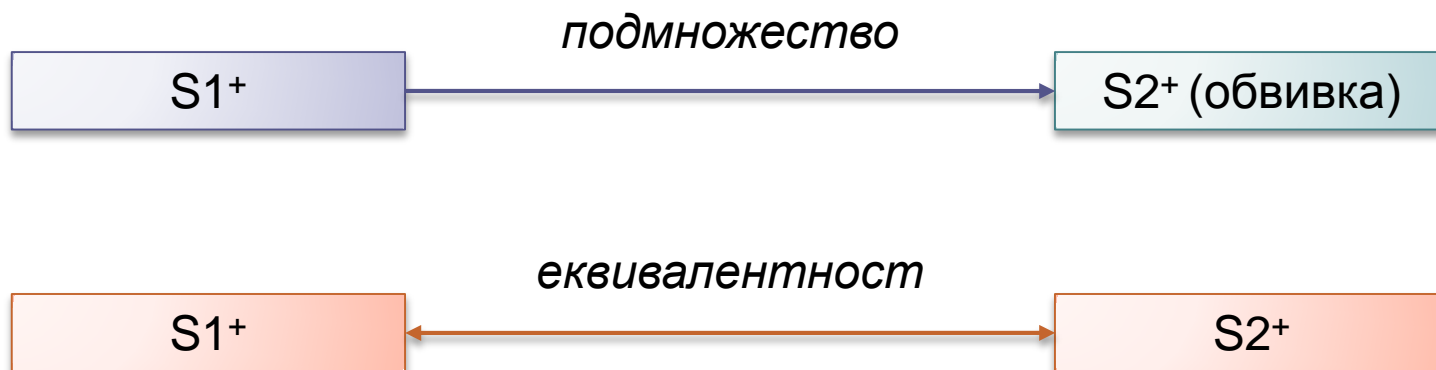 подмножество
S1⁺ S2⁺ (обвивка)
еквивалентност
S1⁺ S2⁺